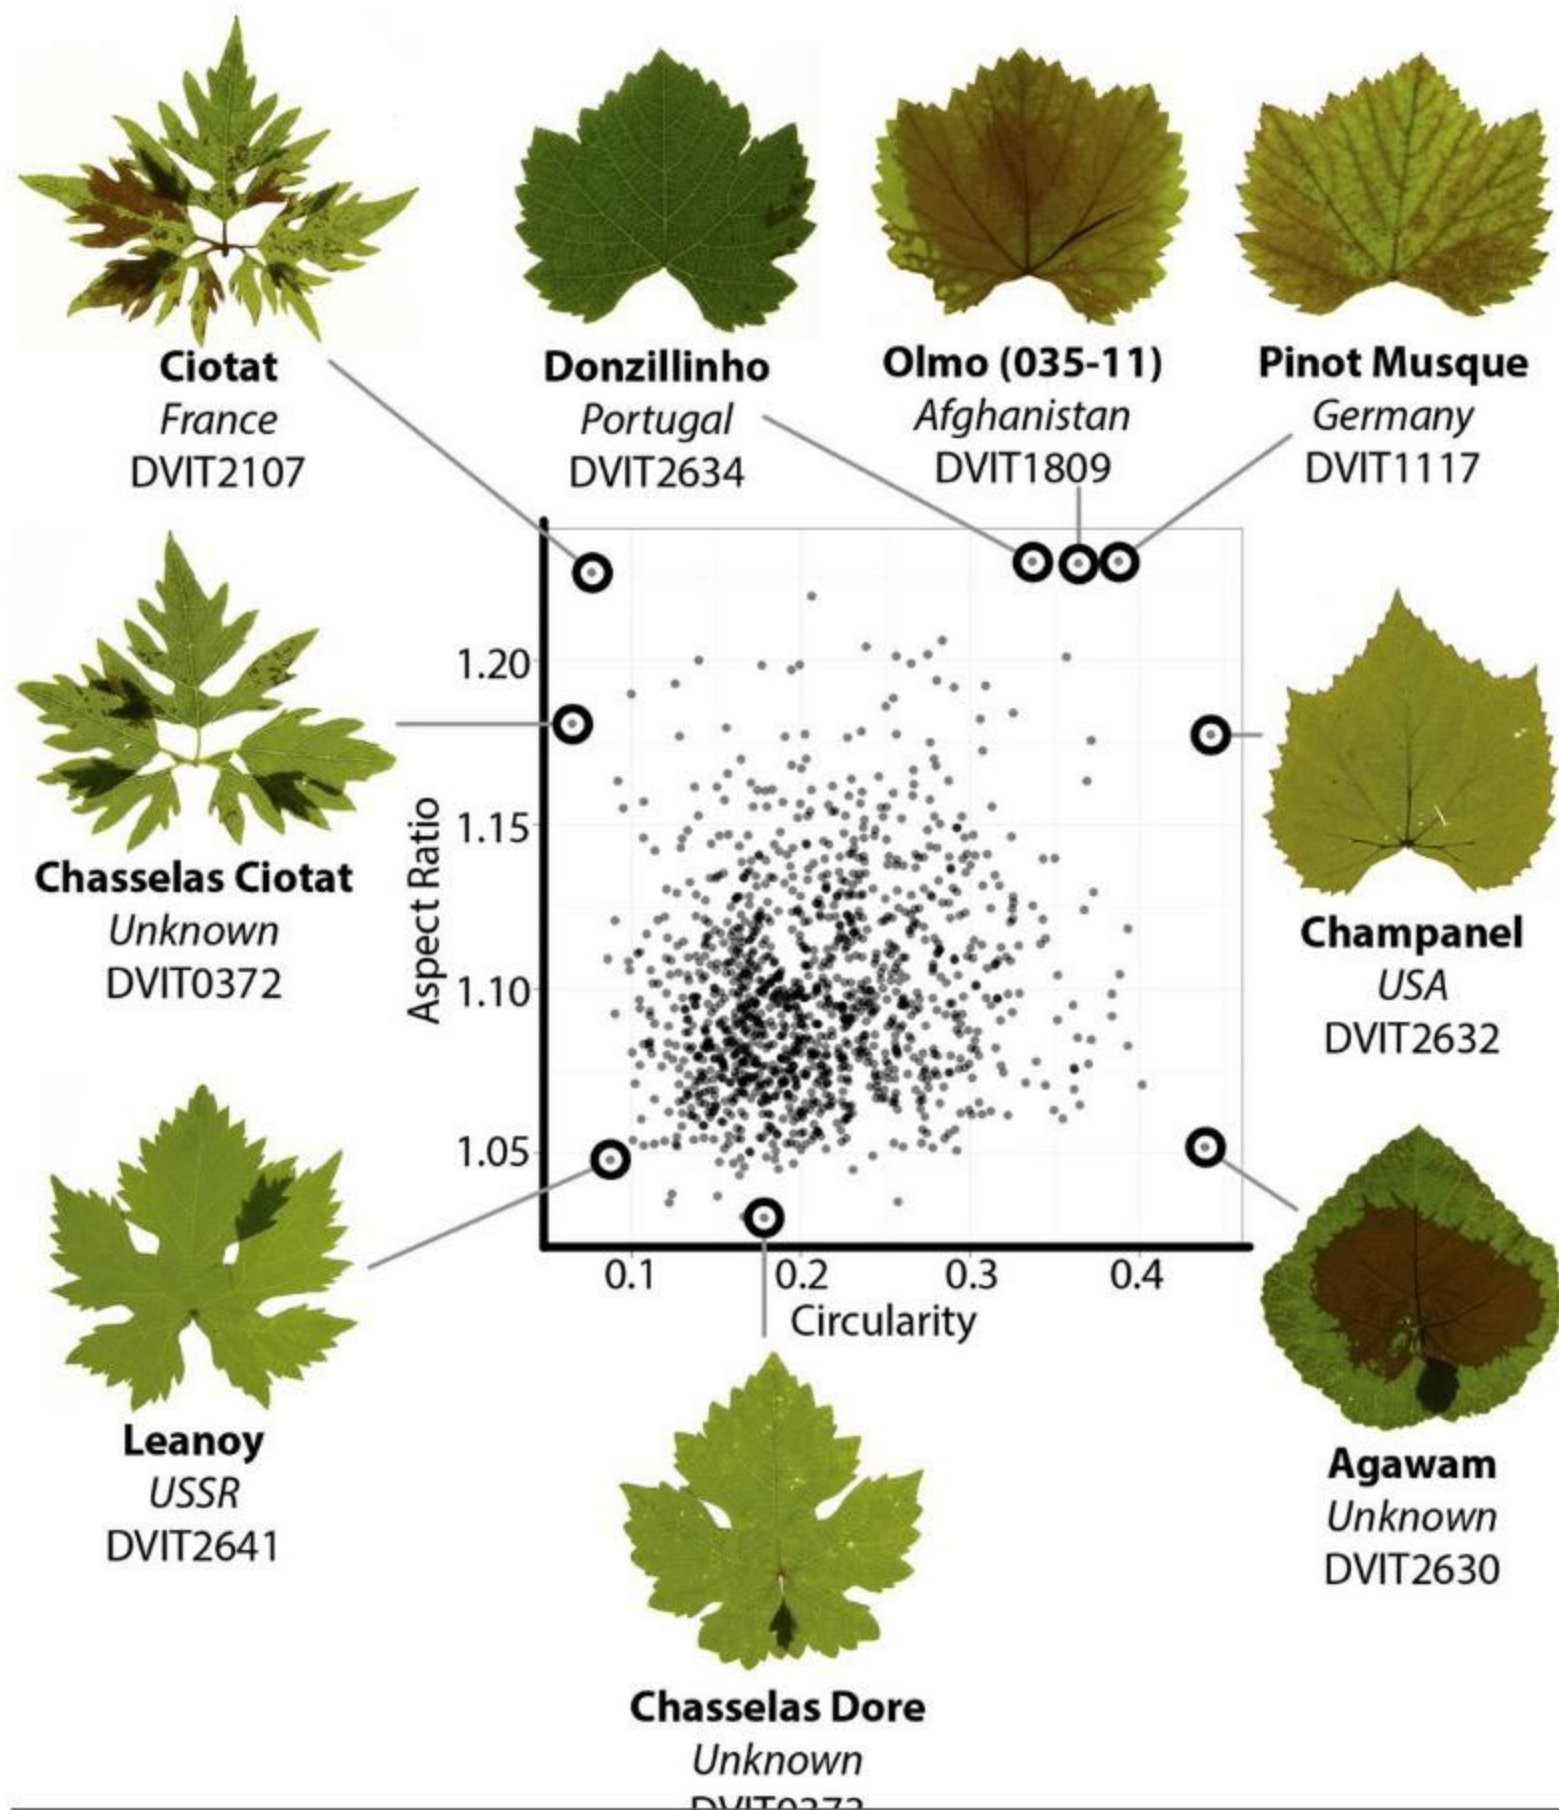 Ciotat
France
DVIT2107
Donzillinho
Portugal
DVIT2634
Olmo (035-11)
Afghanistan
DVIT1809
Pinot Musque
Germany
DVIT1117
Chasselas Ciotat
Unknown
DVIT0372
Champanel
USA
DVIT2632
Aspect Ratio
1.20
1.15
1.10
1.05
0.1
0.2
0.3
0.4
Circularity
Leanoy
USSR
DVIT2641
Agawam
Unknown
DVIT2630
Chasselas Dore
Unknown